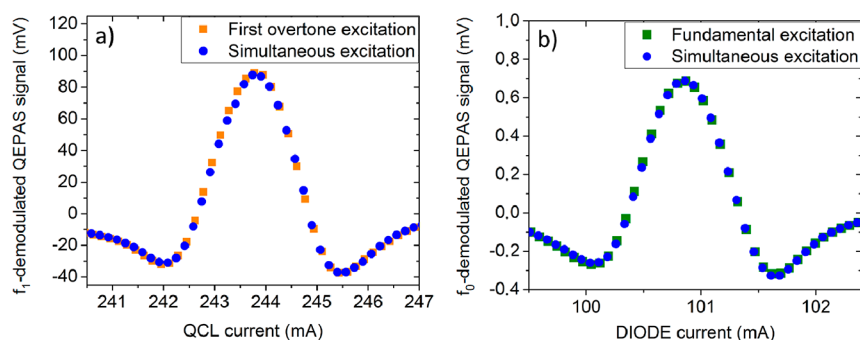 a)
First overtone excitation
Simultaneous excitation
f₁-demodulated QEPAS signal (mV)
120
100
80
60
40
20
0
-20
-40
241 242 243 244 245 246 247
QCL current (mA)
b)
Fundamental excitation
Simultaneous excitation
f₀-demodulated QEPAS signal (mV)
1.0
0.8
0.6
0.4
0.2
0.0
-0.2
-0.4
100 101 102
DIODE current (mA)